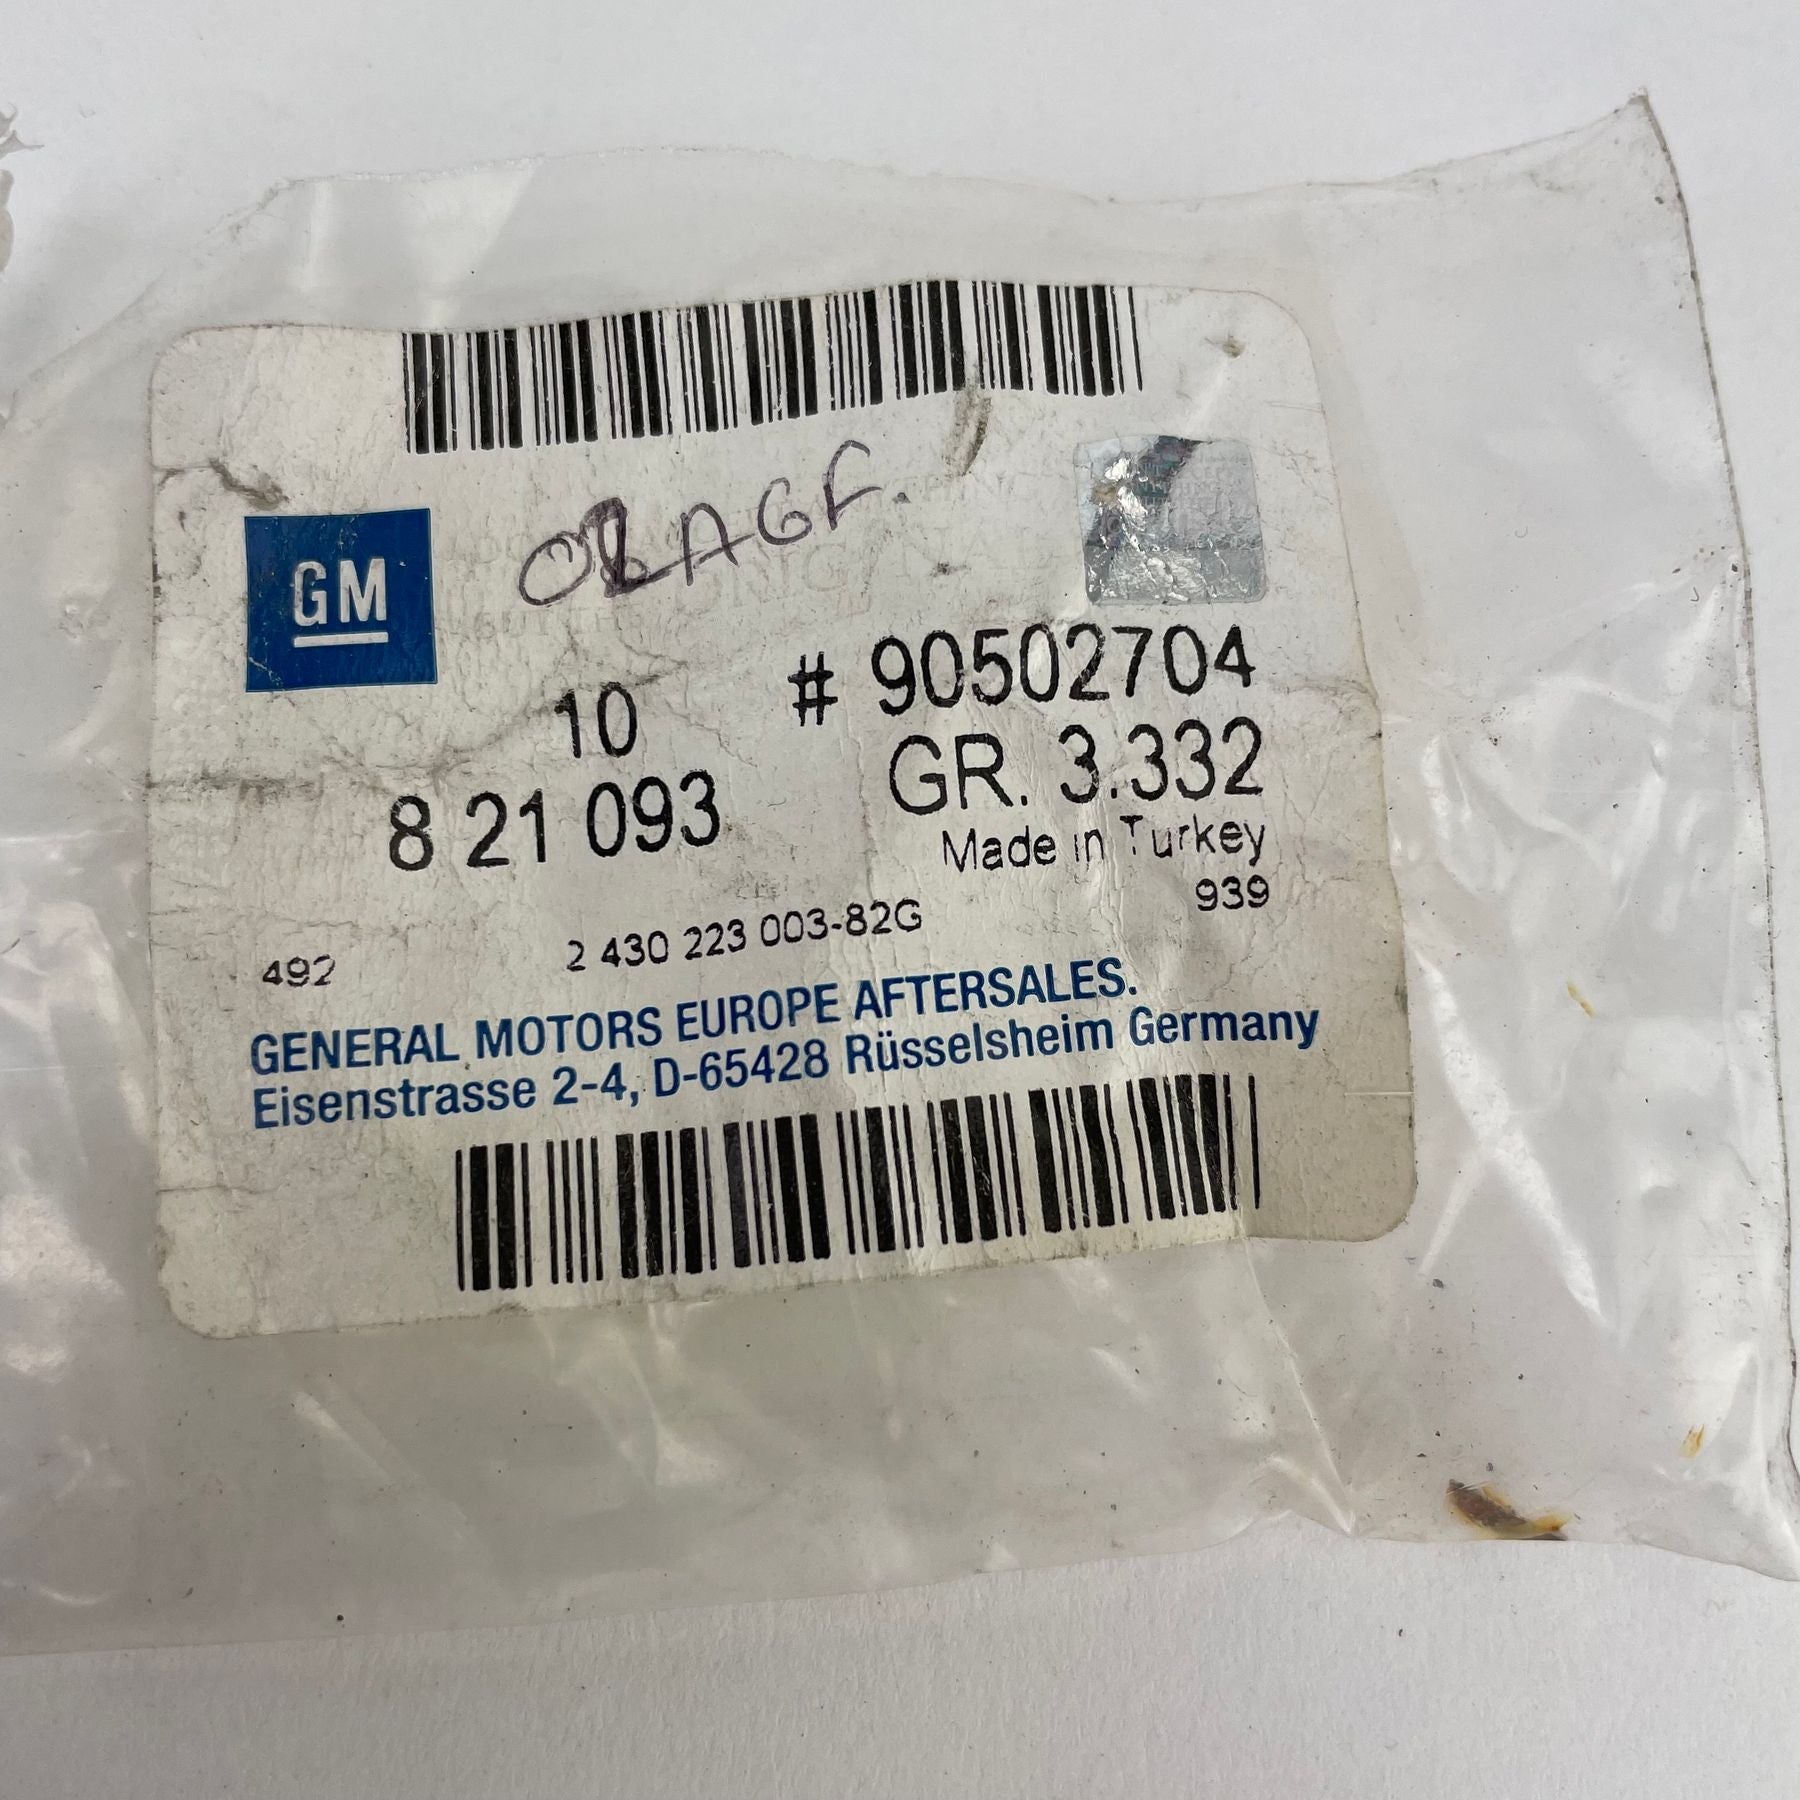 GM
10
# 90502704
8 21 093
GR. 3.332
Made in Turkey
939
492
2 430 223 003-82G
GENERAL MOTORS EUROPE AFTERSALES.
Eisenstrasse 2-4, D-65428 Rüsselsheim Germany